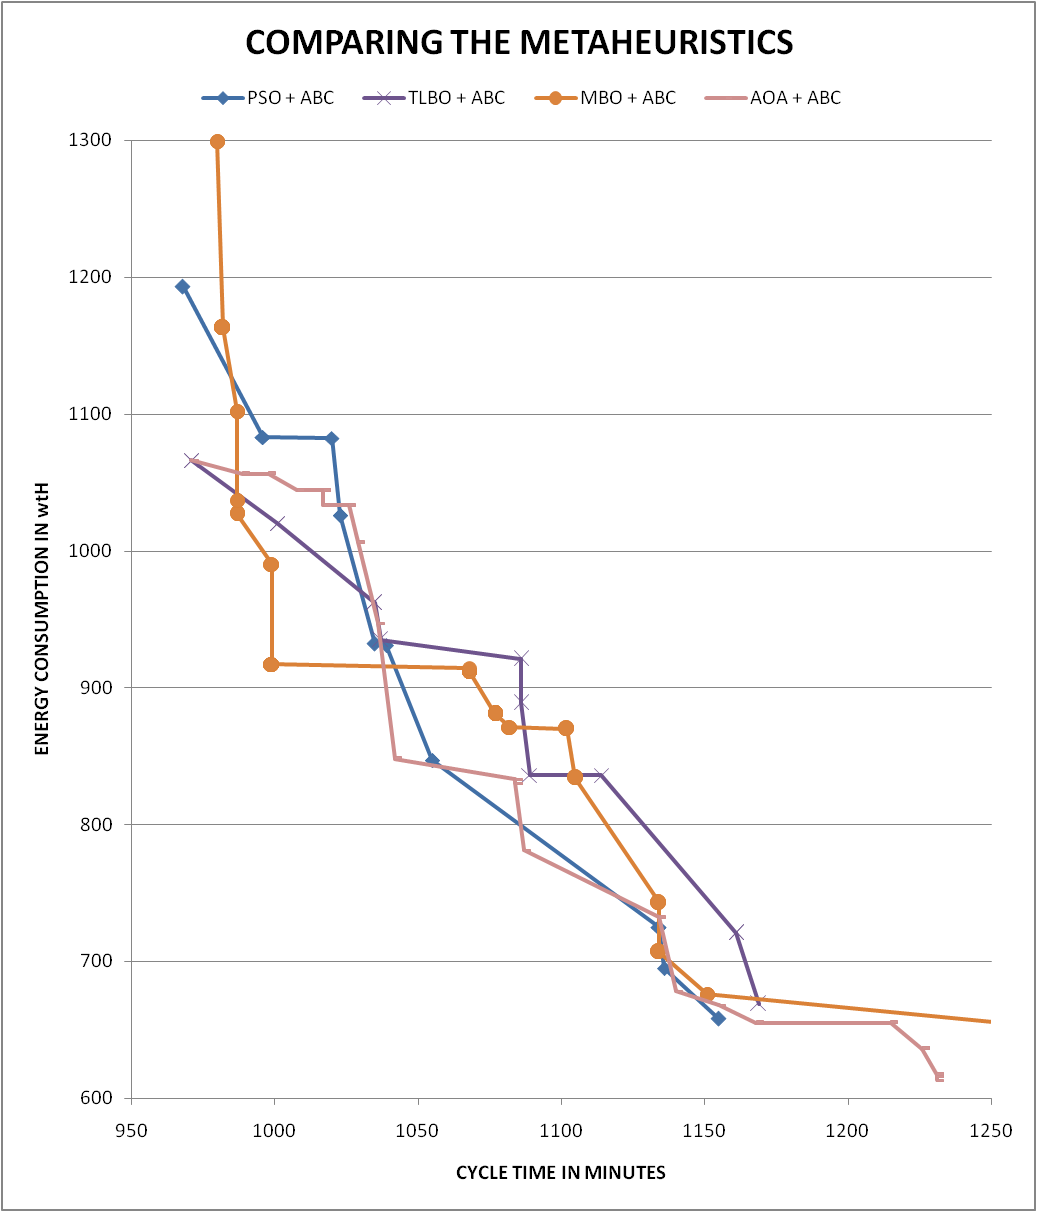 COMPARING THE METAHEURISTICS
PSO + ABC TLBO + ABC MBO + ABC AOA + ABC
1300
1200
1100
1000
900
800
700
600
ENERGY CONSUMPTION IN wtH
950 1000 1050 1100 1150 1200 1250
CYCLE TIME IN MINUTES